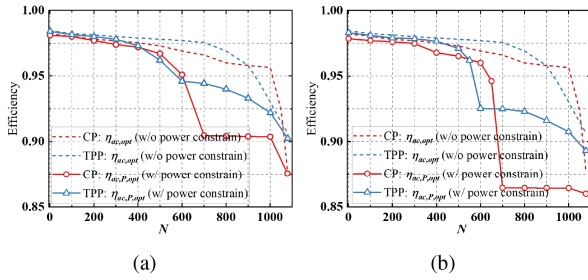 (a)
1.00
0.95
0.90
0.85
Efficiency
CP: ηac,opt (w/o power constrain)
TPP: ηac,opt (w/o power constrain)
CP: ηac,P,opt (w/ power constrain)
TPP: ηac,P,opt (w/ power constrain)
0 200 400 600 800 1000
N
(b)
1.00
0.95
0.90
0.85
Efficiency
CP: ηac,opt (w/o power constrain)
TPP: ηac,opt (w/o power constrain)
CP: ηac,P,opt (w/ power constrain)
TPP: ηac,P,opt (w/ power constrain)
0 200 400 600 800 1000
N
(a)
(b)